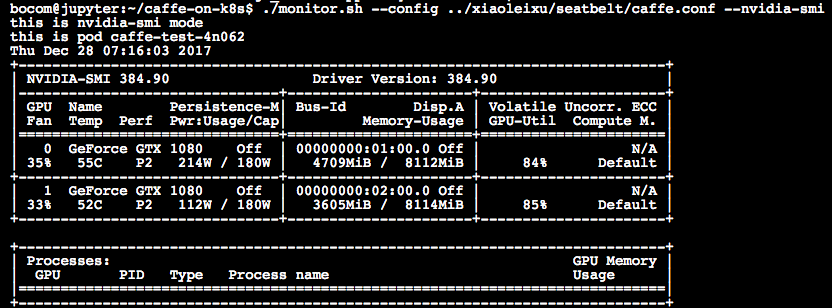 bocom@jupyter:~/caffe-on-k8s$ ./monitor.sh --config ../xiaoleixu/seatbelt/caffe.conf --nvidia-smi
this is nvidia-smi mode
this is pod caffe-test-4n062
Thu Dec 28 07:16:03 2017
+-----------------------------------------------------------------------------+
| NVIDIA-SMI 384.90                 Driver Version: 384.90                    |
|-------------------------------+----------------------+----------------------+
| GPU  Name        Persistence-M| Bus-Id        Disp.A | Volatile Uncorr. ECC |
| Fan  Temp  Perf  Pwr:Usage/Cap|         Memory-Usage | GPU-Util  Compute M. |
|===============================+======================+======================|
|   0  GeForce GTX 1080    Off  | 00000000:01:00.0 Off |                  N/A |
| 35%   55C    P2   214W / 180W |   4709MiB /  8112MiB |     84%      Default |
+-------------------------------+----------------------+----------------------+
|   1  GeForce GTX 1080    Off  | 00000000:02:00.0 Off |                  N/A |
| 33%   52C    P2   112W / 180W |   3605MiB /  8114MiB |     85%      Default |
+-------------------------------+----------------------+----------------------+

+-----------------------------------------------------------------------------+
| Processes:                                                       GPU Memory |
|  GPU       PID   Type   Process name                             Usage      |
|=============================================================================|
+-----------------------------------------------------------------------------+